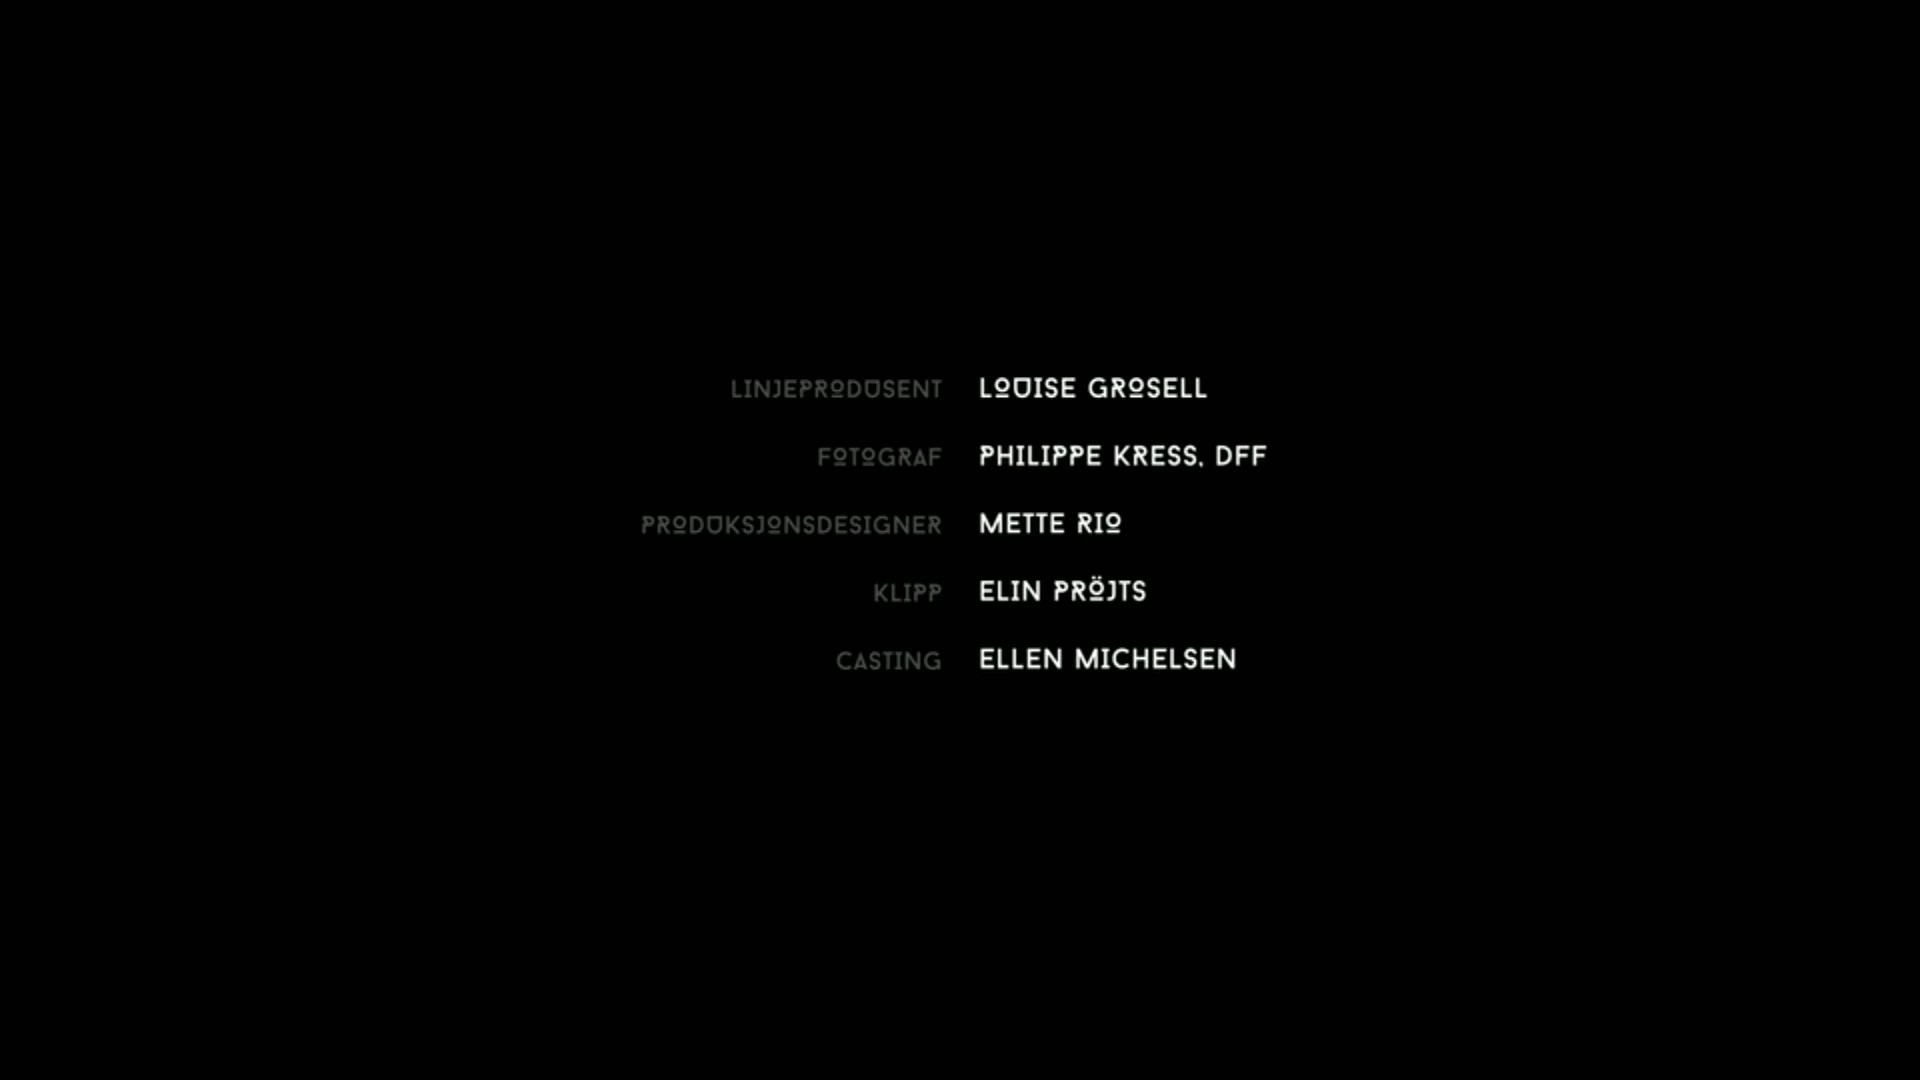 LINJEPRODUSENT LOUISE GROSELL
FOTOGRAF PHILIPPE KRESS, DFF
PRODUKSJONSDESIGNER METTE RIO
KLIPP ELIN PRÖJTS
CASTING ELLEN MICHELSEN